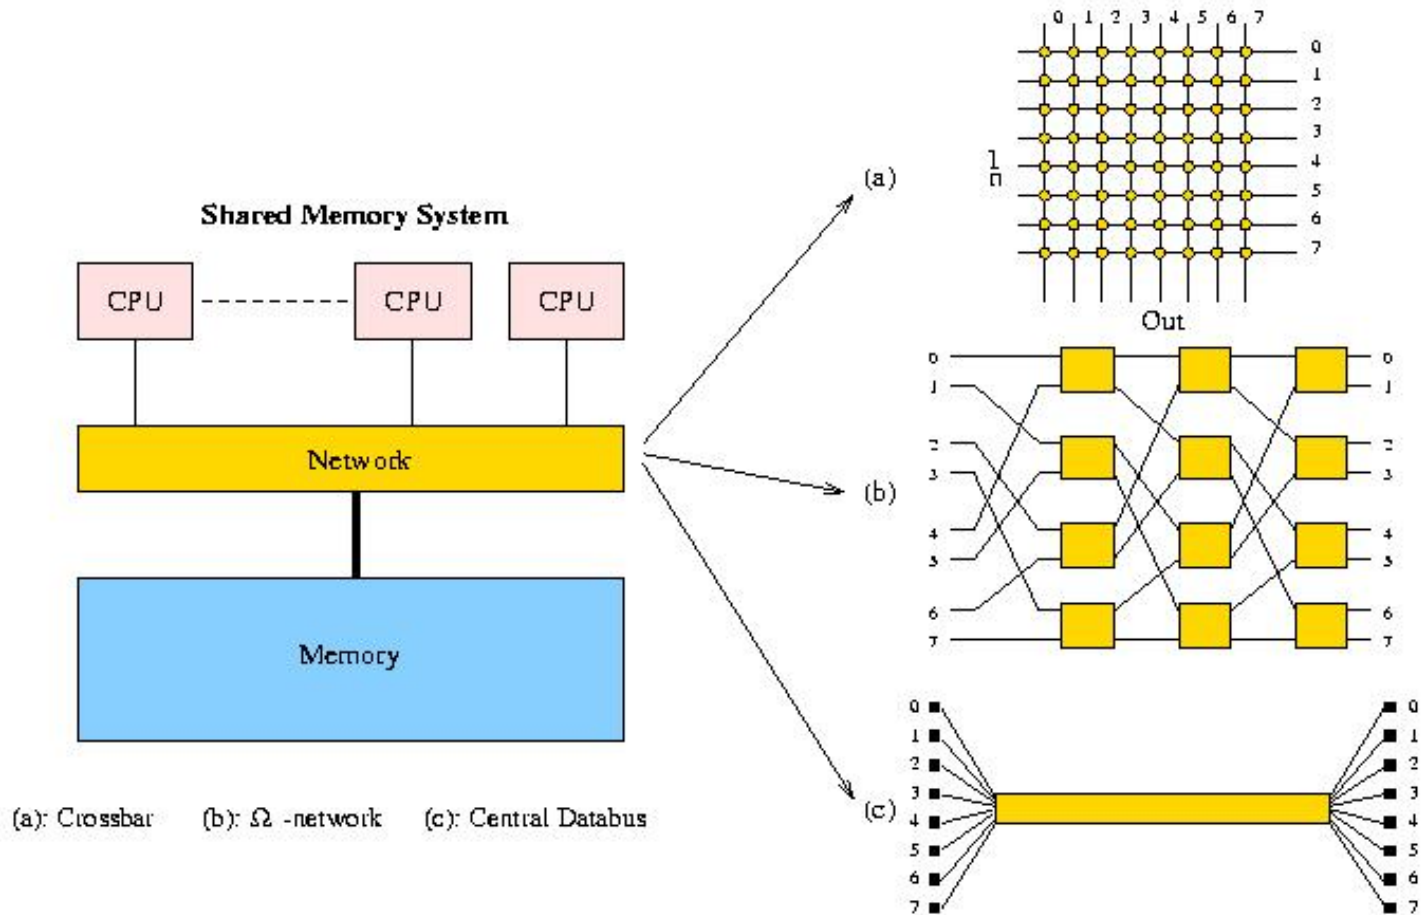 Shared Memory System
CPU CPU CPU
Network
Memory
(a): Crossbar (b): Ω -network (c): Central Databus
(a)
0 1 2 3 4 5 6 7
In
0
1
2
3
4
5
6
7
Out
(b)
0 0
1 1
2 2
3 3
4 4
5 5
6 6
7 7
(c)
0 0
1 1
2 2
3 3
4 4
5 5
6 6
7 7